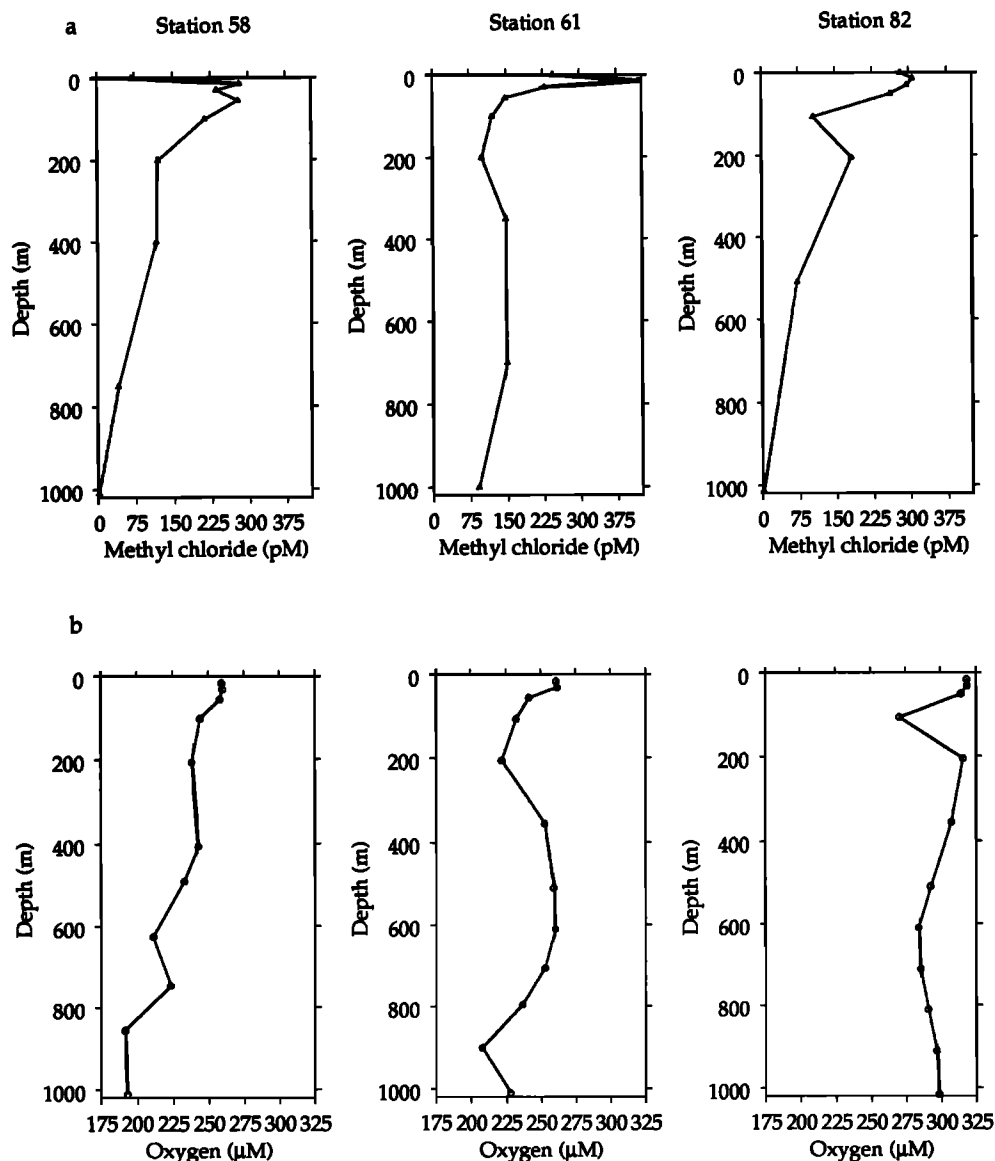 a
Station 58 Station 61 Station 82
0 0 0
200 200 200
400 400 400
600 600 600
800 800 800
1000 1000 1000
Depth (m) Depth (m) Depth (m)
0 75 150 225 300 375 0 75 150 225 300 375 0 75 150 225 300 375
Methyl chloride (pM) Methyl chloride (pM) Methyl chloride (pM)
b
0 0 0
200 200 200
400 400 400
600 600 600
800 800 800
1000 1000 1000
Depth (m) Depth (m) Depth (m)
175 200 225 250 275 300 325 175 200 225 250 275 300 325 175 200 225 250 275 300 325
Oxygen (μM) Oxygen (μM) Oxygen (μM)